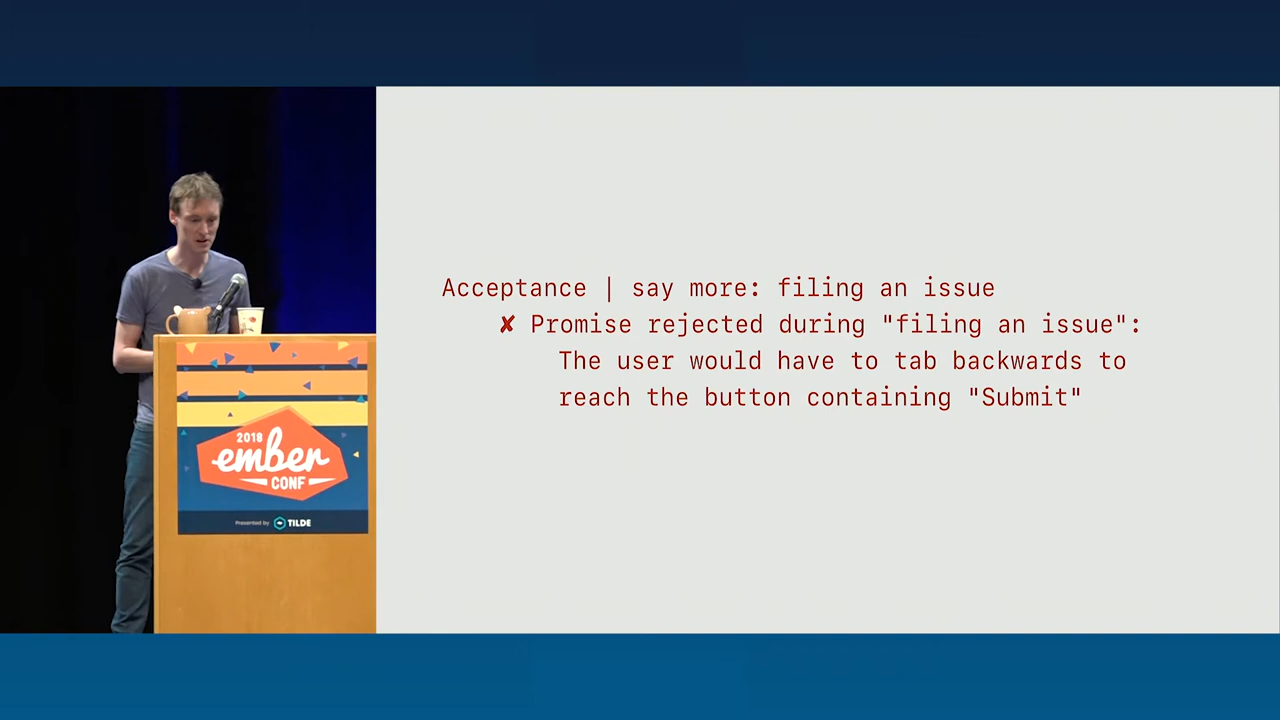 Acceptance | say more: filing an issue
✘ Promise rejected during "filing an issue":
The user would have to tab backwards to
reach the button containing "Submit"
2018
ember
CONF
Presented by TILDE